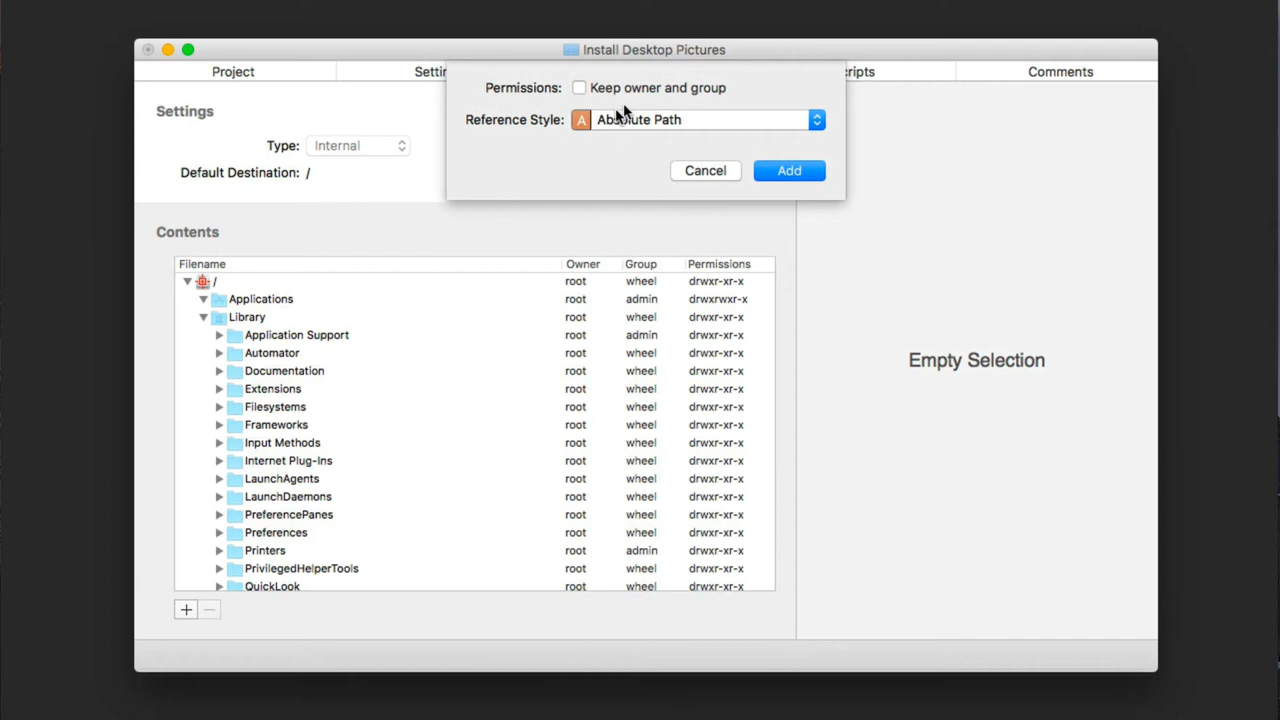 Install Desktop Pictures
Project Settin cripts Comments
Permissions: Keep owner and group
Reference Style: A Absolute Path
Cancel Add
Settings
Type: Internal
Default Destination: /
Contents
Filename Owner Group Permissions
/ root wheel drwxr-xr-x
Applications root admin drwxrwxr-x
Library root wheel drwxr-xr-x
Application Support root admin drwxr-xr-x
Automator root wheel drwxr-xr-x
Documentation root wheel drwxr-xr-x
Extensions root wheel drwxr-xr-x
Filesystems root wheel drwxr-xr-x
Frameworks root wheel drwxr-xr-x
Input Methods root wheel drwxr-xr-x
Internet Plug-Ins root wheel drwxr-xr-x
LaunchAgents root wheel drwxr-xr-x
LaunchDaemons root wheel drwxr-xr-x
PreferencePanes root wheel drwxr-xr-x
Preferences root wheel drwxr-xr-x
Printers root admin drwxr-xr-x
PrivilegedHelperTools root wheel drwxr-xr-x
QuickLook root wheel drwxr-xr-x
Empty Selection